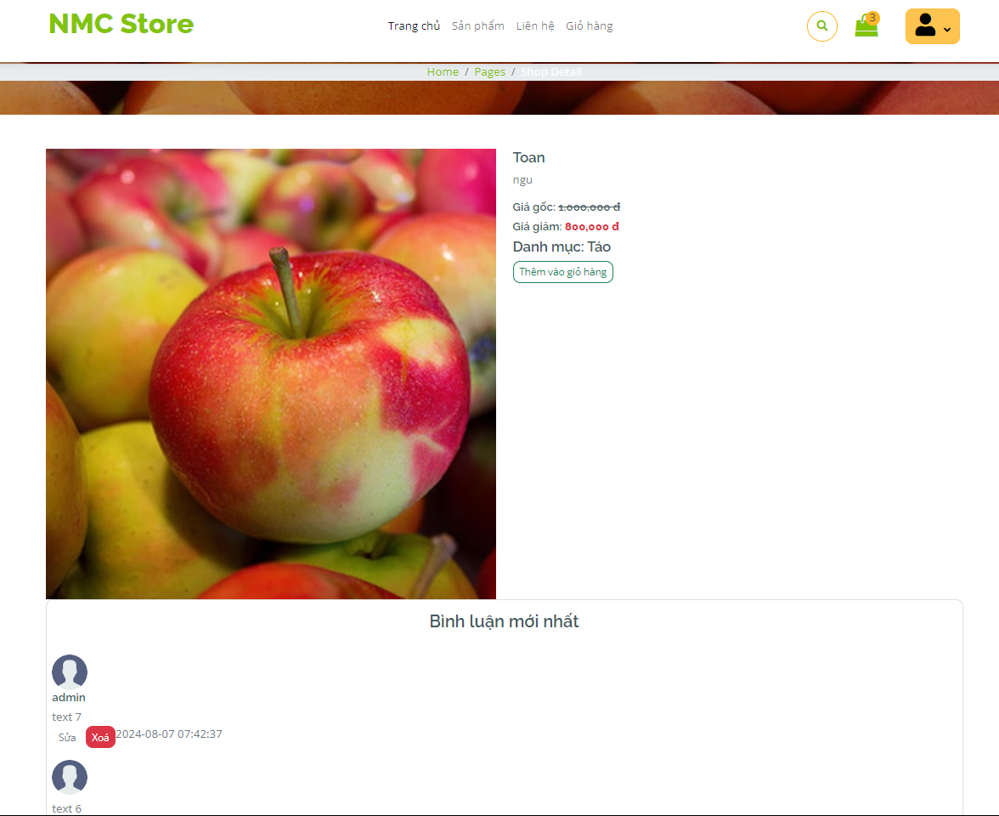 NMC Store
Trang chủ Sản phẩm Liên hệ Giỏ hàng
3
Home / Pages / Shop Detail
Toan
ngu
Giá gốc: 1,000,000 đ
Giá giảm: 800,000 đ
Danh mục: Táo
Thêm vào giỏ hàng
Bình luận mới nhất
admin
text 7
Sửa Xoá 2024-08-07 07:42:37
text 6